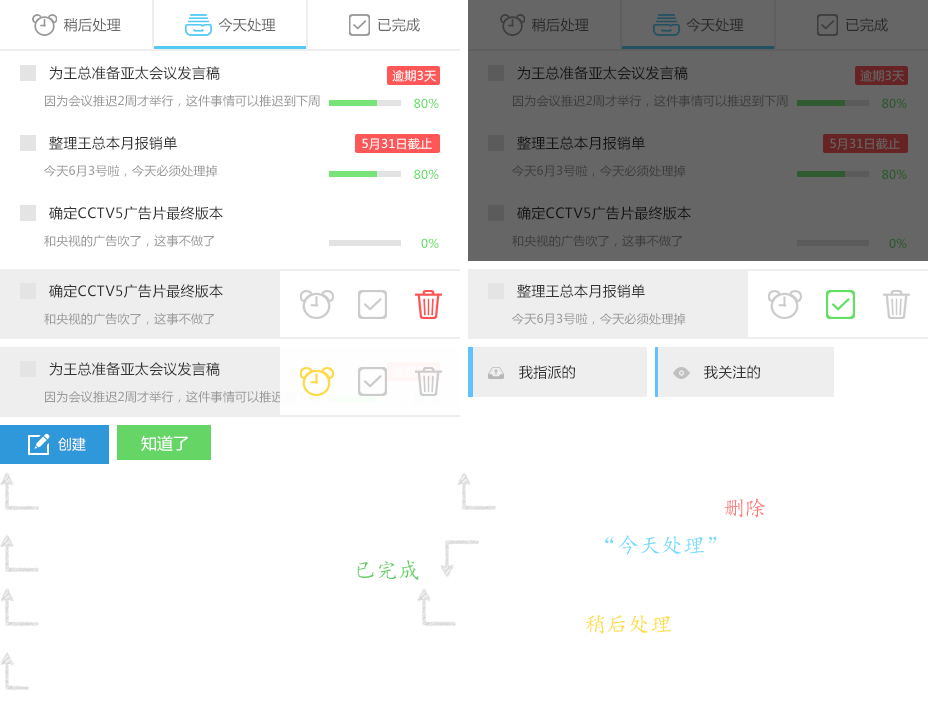 稍后处理 今天处理 已完成
为王总准备亚太会议发言稿 逾期3天
因为会议推迟2周才举行，这件事情可以推迟到下周 80%
整理王总本月报销单 5月31日截止
今天6月3号啦，今天必须处理掉 80%
确定CCTV5广告片最终版本
和央视的广告吹了，这事不做了 0%
确定CCTV5广告片最终版本
和央视的广告吹了，这事不做了
为王总准备亚太会议发言稿
因为会议推迟2周才举行，这件事情可以推迟
创建 知道了
稍后处理 今天处理 已完成
为王总准备亚太会议发言稿 逾期3天
因为会议推迟2周才举行，这件事情可以推迟到下周 80%
整理王总本月报销单 5月31日截止
今天6月3号啦，今天必须处理掉 80%
确定CCTV5广告片最终版本
和央视的广告吹了，这事不做了 0%
整理王总本月报销单
今天6月3号啦，今天必须处理掉
我指派的 我关注的
删除
“今天处理”
已完成
稍后处理